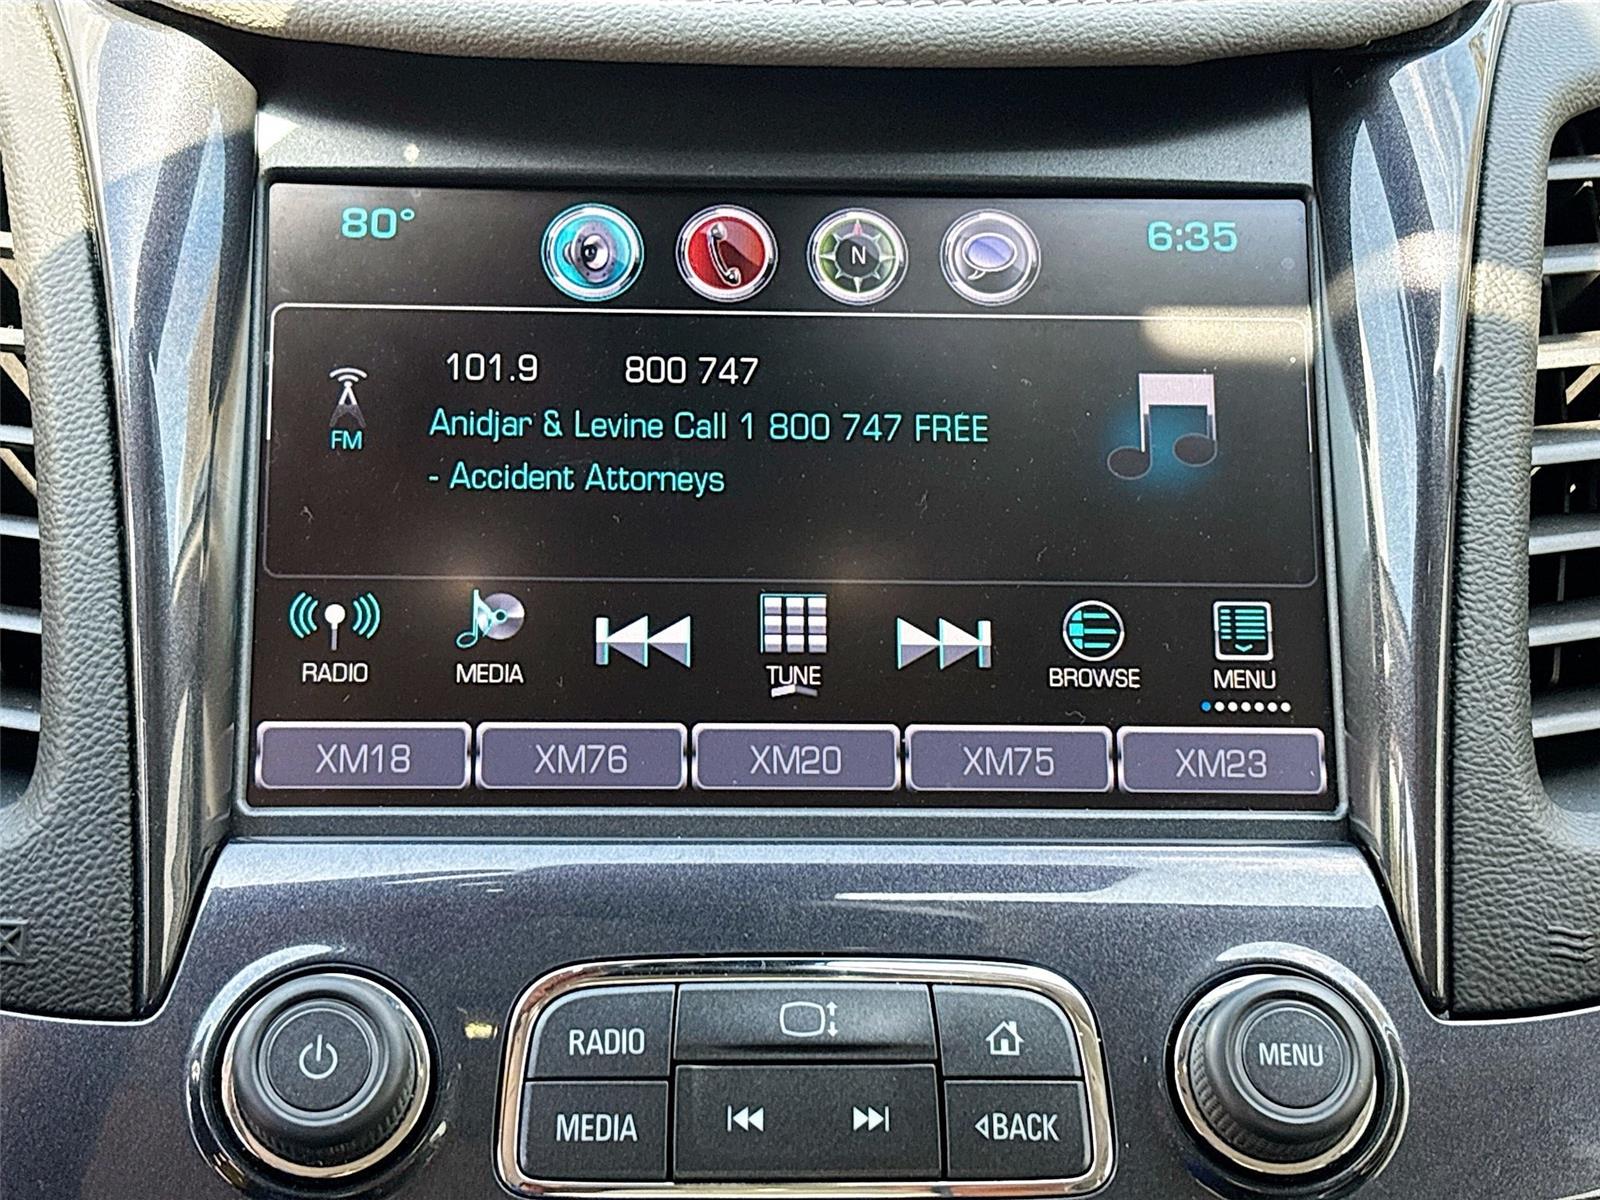 80° 6:35
N
101.9 800 747
FM
Anidjar & Levine Call 1 800 747 FREE
- Accident Attorneys
RADIO MEDIA TUNE BROWSE MENU
XM18 XM76 XM20 XM75 XM23
RADIO
MENU
MEDIA
BACK